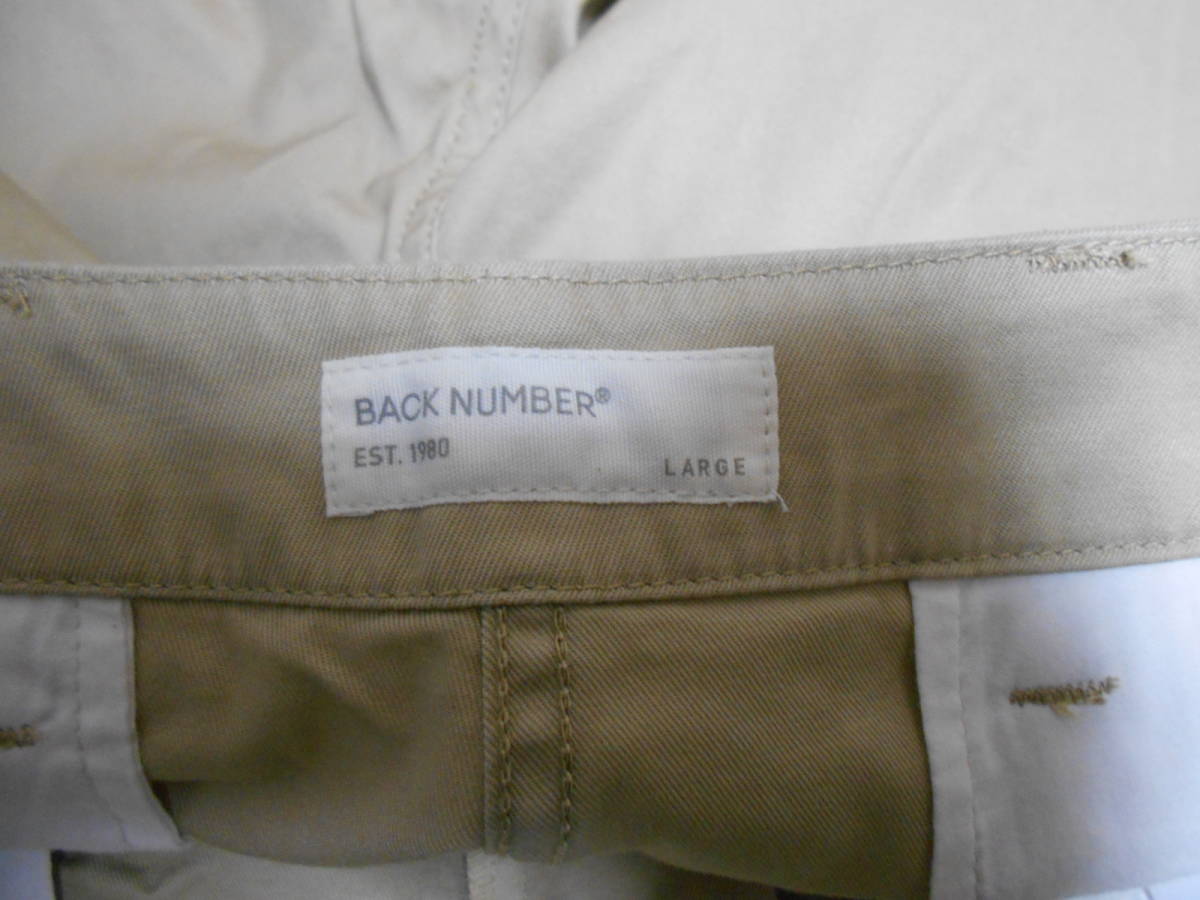 BACK NUMBER®
EST. 1980
LARGE